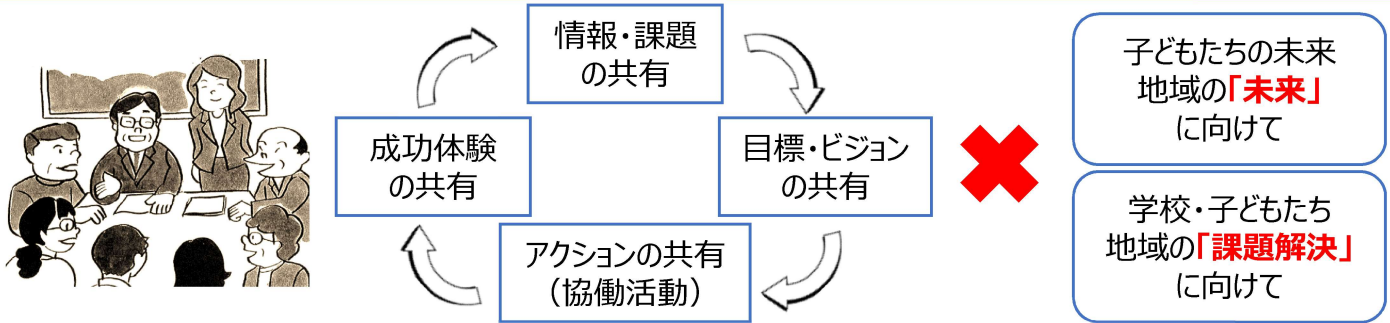 情報・課題
の共有
目標・ビジョン
の共有
アクションの共有
（協働活動）
成功体験
の共有
子どもたちの未来
地域の「未来」
に向けて
学校・子どもたち
地域の「課題解決」
に向けて